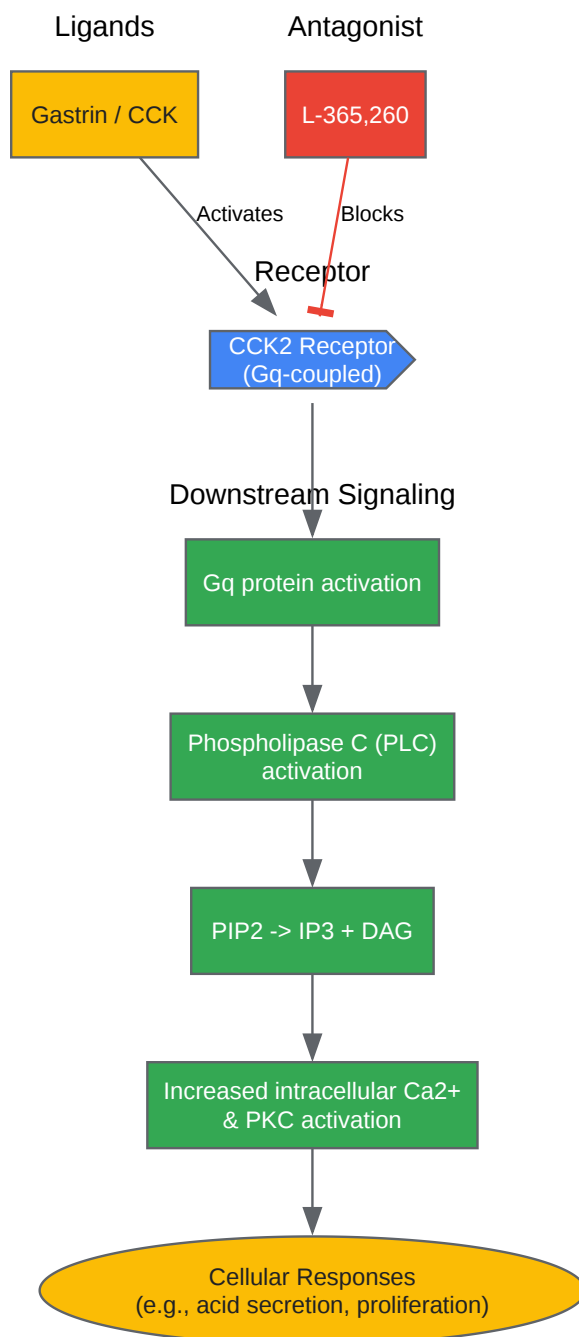 Ligands
Antagonist
Gastrin / CCK
L-365,260
Activates
Blocks
Receptor
CCK2 Receptor
(Gq-coupled)
Downstream Signaling
Gq protein activation
Phospholipase C (PLC)
activation
PIP2 -> IP3 + DAG
Increased intracellular Ca2+
& PKC activation
Cellular Responses
(e.g., acid secretion, proliferation)